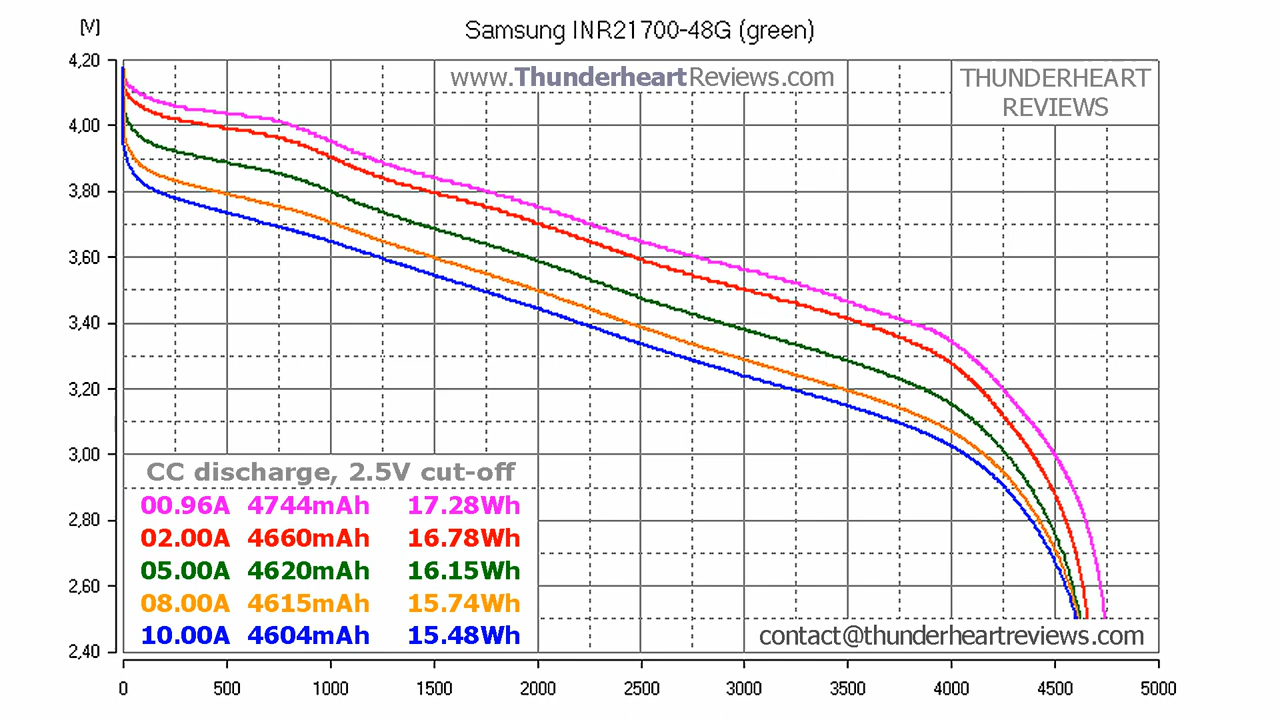 Samsung INR21700-48G (green)
[V]
www.ThunderheartReviews.com
THUNDERHEART
REVIEWS
4,20
4,00
3,80
3,60
3,40
3,20
3,00
2,80
2,60
2,40
CC discharge, 2.5V cut-off
00.96A 4744mAh 17.28Wh
02.00A 4660mAh 16.78Wh
05.00A 4620mAh 16.15Wh
08.00A 4615mAh 15.74Wh
10.00A 4604mAh 15.48Wh
contact@thunderheartreviews.com
0 500 1000 1500 2000 2500 3000 3500 4000 4500 5000